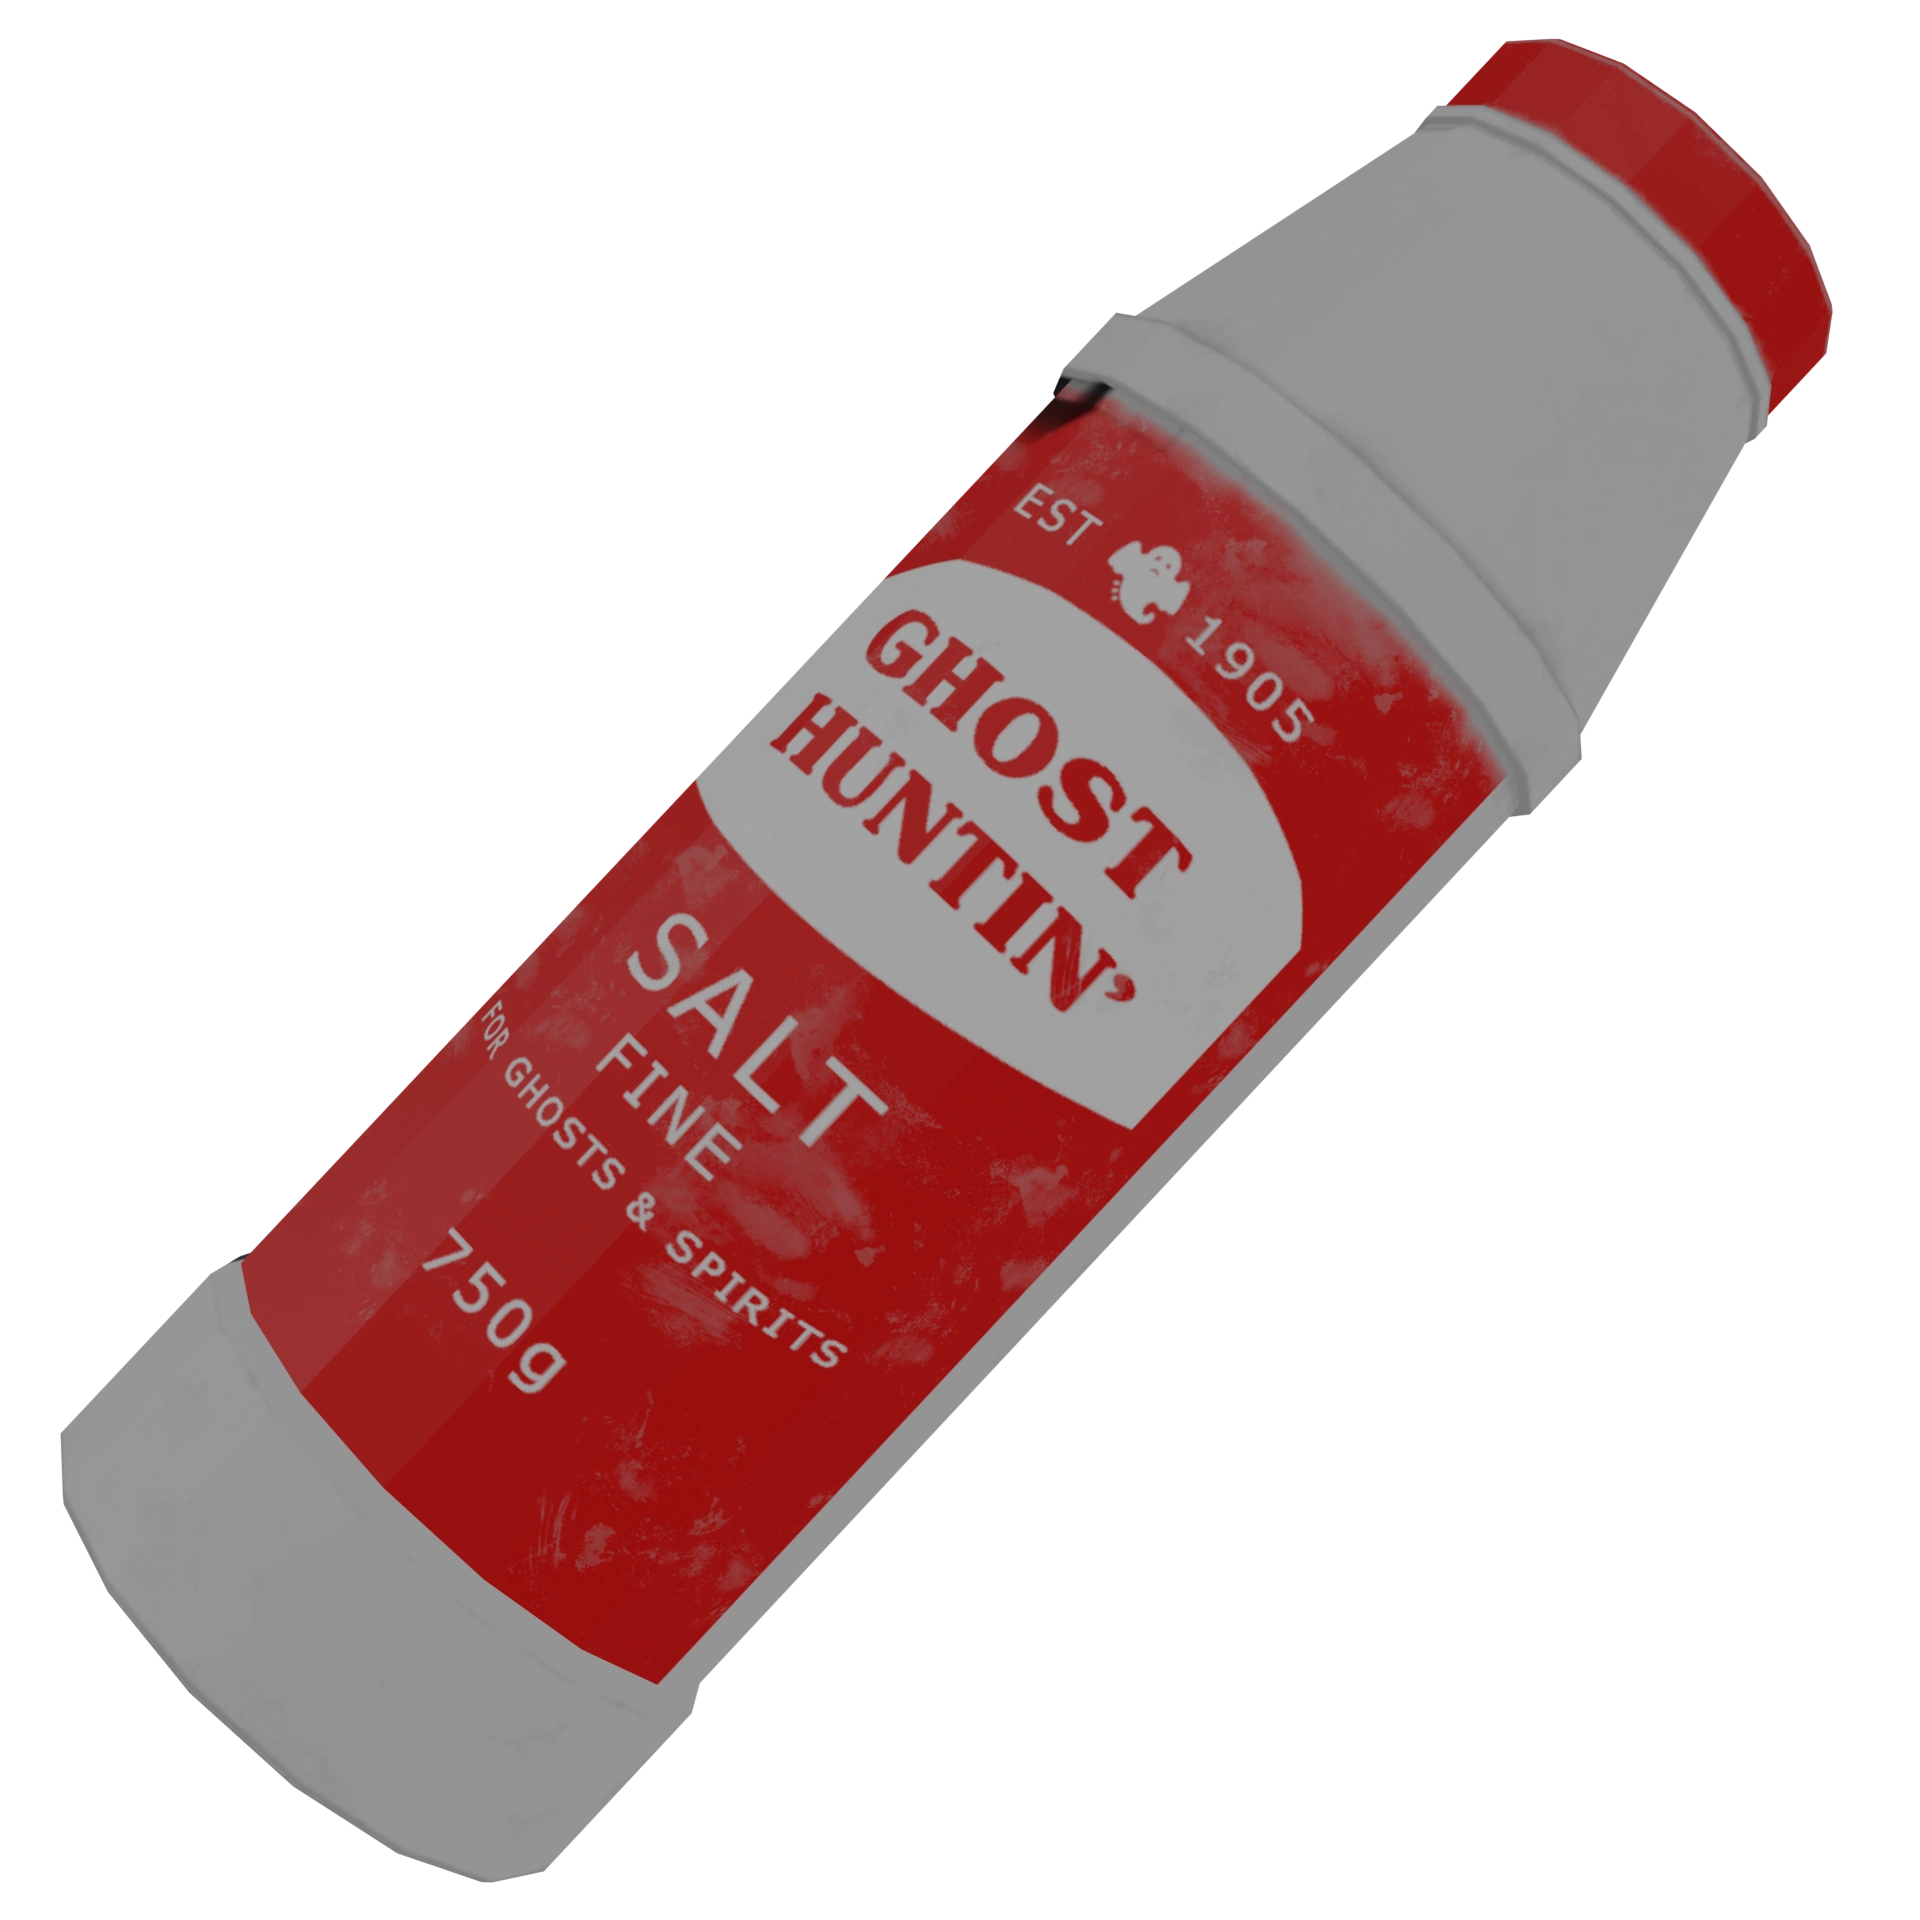 EST 1905
GHOST
HUNTIN’
SALT
FINE
FOR GHOSTS & SPIRITS
750g